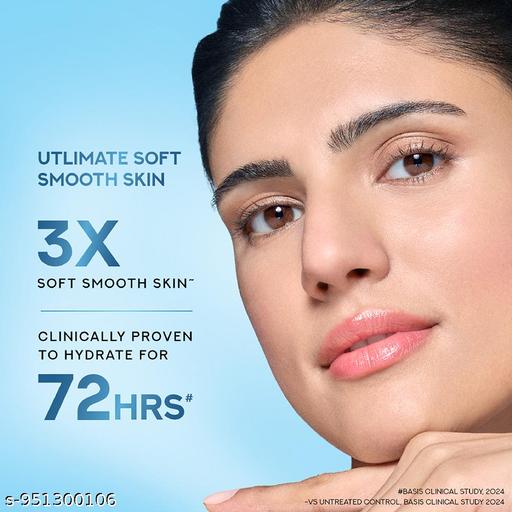 UTLIMATE SOFT
SMOOTH SKIN
3X
SOFT SMOOTH SKIN~
CLINICALLY PROVEN
TO HYDRATE FOR
72HRS#
#BASIS CLINICAL STUDY, 2024
~VS UNTREATED CONTROL, BASIS CLINICAL STUDY 2024
s-951300106